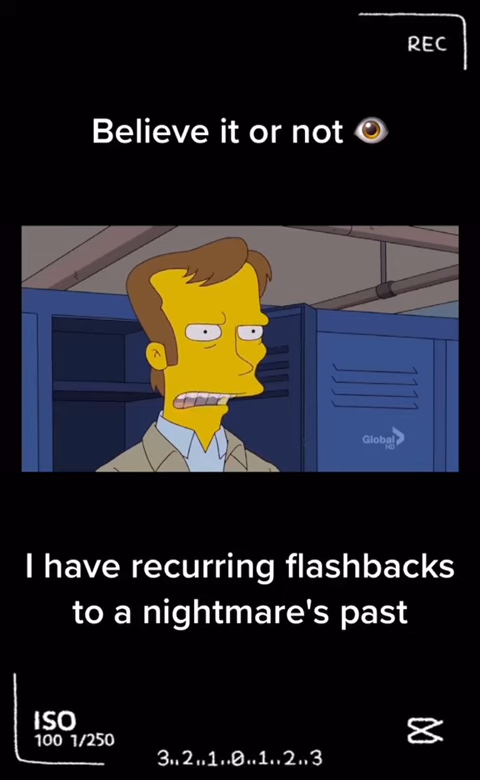 REC
Believe it or not 👁️
Global
HD
I have recurring flashbacks
to a nightmare's past
ISO
100 1/250
3..2..1..0..1..2..3